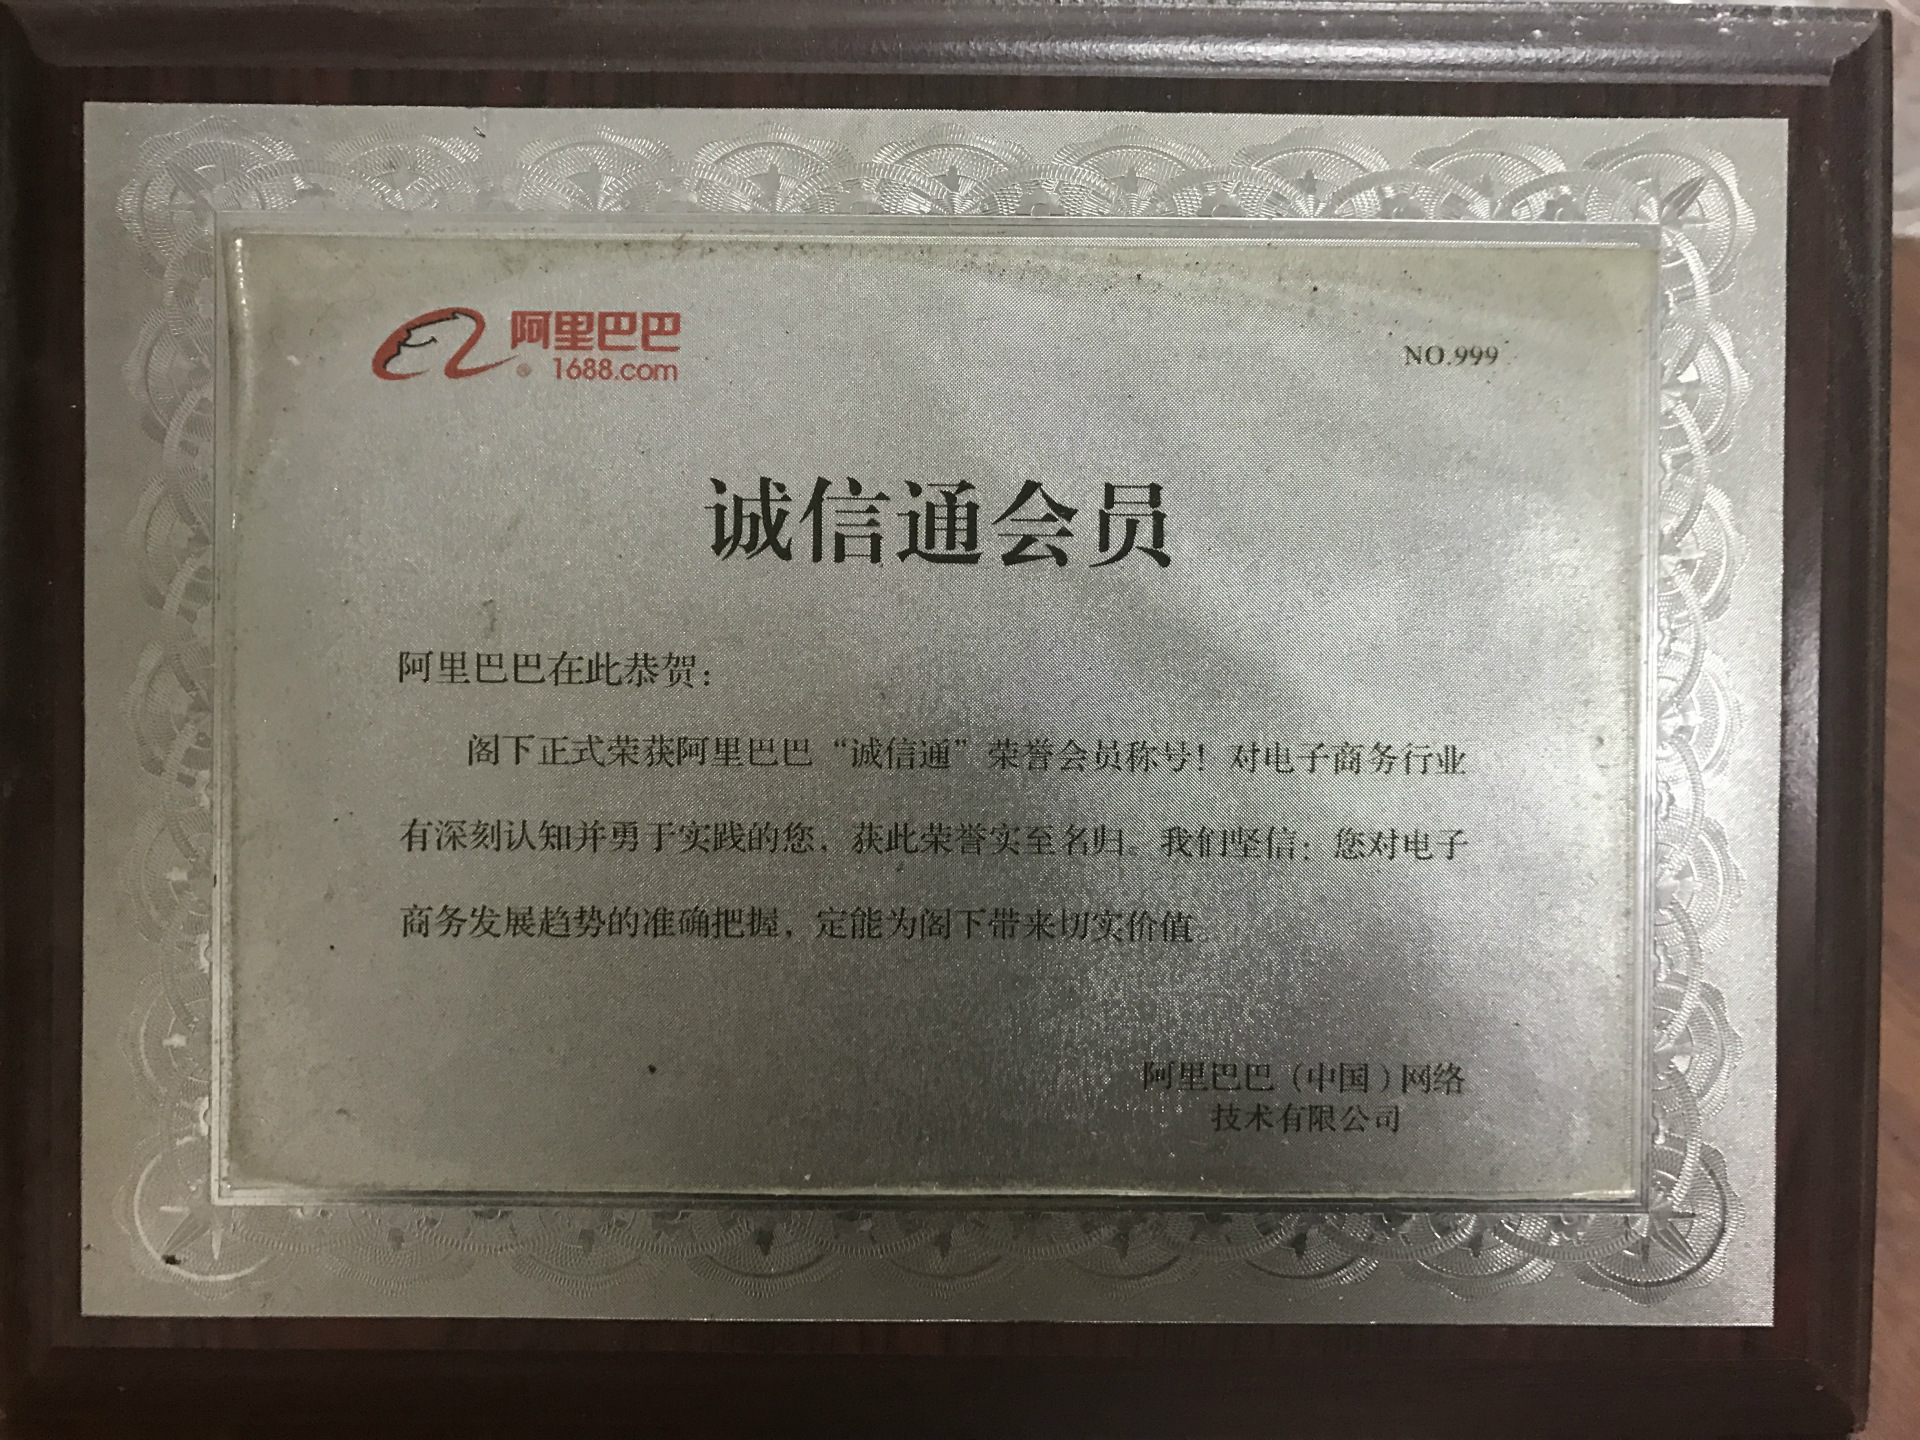 阿里巴巴
1688.com
NO.999
诚信通会员
阿里巴巴在此恭贺：
阁下正式荣获阿里巴巴“诚信通”荣誉会员称号！对电子商务行业
有深刻认知并勇于实践的您，获此荣誉实至名归。我们坚信：您对电子
商务发展趋势的准确把握，定能为阁下带来切实价值。
阿里巴巴（中国）网络
技术有限公司